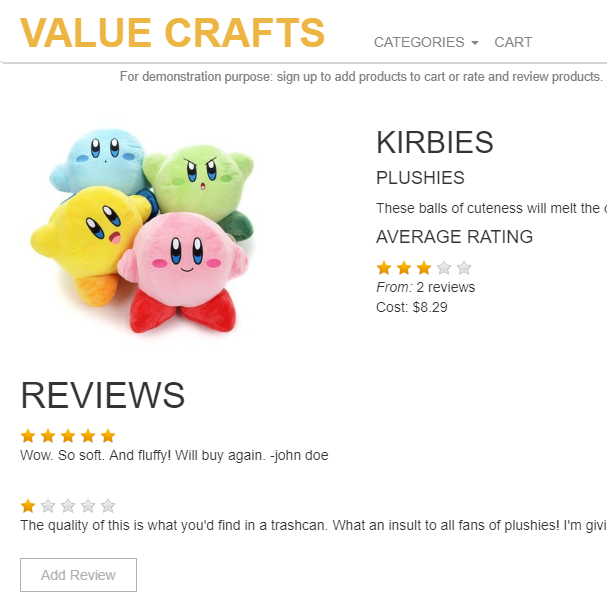 VALUE CRAFTS
CATEGORIES CART
For demonstration purpose: sign up to add products to cart or rate and review products.
KIRBIES
PLUSHIES
These balls of cuteness will melt the
AVERAGE RATING
From: 2 reviews
Cost: $8.29
REVIEWS
Wow. So soft. And fluffy! Will buy again. -john doe
The quality of this is what you'd find in a trashcan. What an insult to all fans of plushies! I'm givi
Add Review